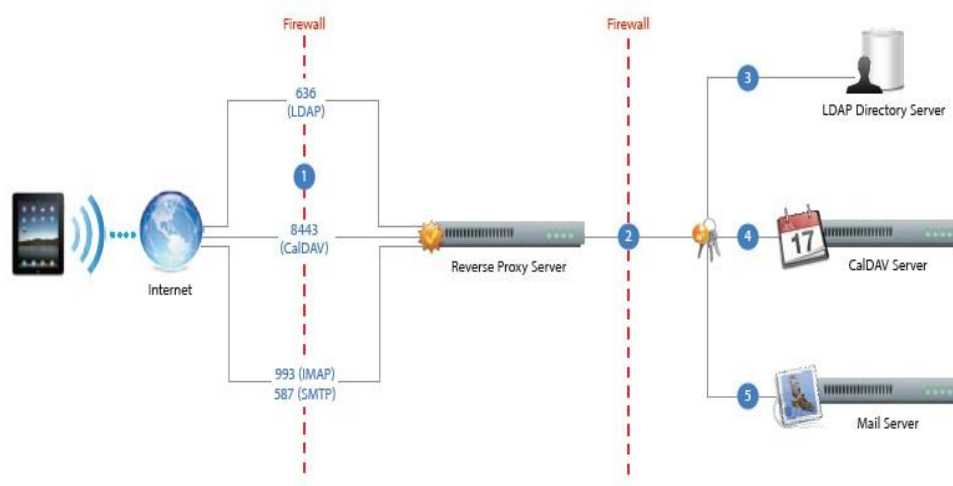 Firewall
Firewall
636
(LDAP)
1
8443
(CalDAV)
993 (IMAP)
587 (SMTP)
Internet
Reverse Proxy Server
2
3
LDAP Directory Server
4
17
CalDAV Server
5
Mail Server